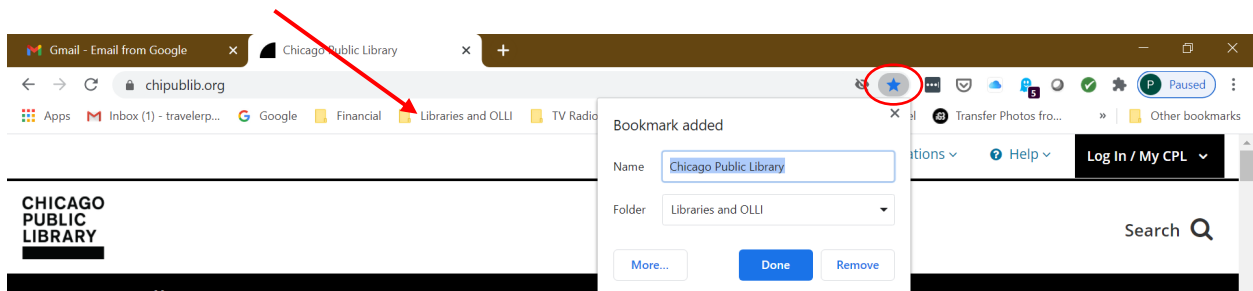 Gmail - Email from Google × Chicago Public Library × +
chipublib.org 5 P Paused
Apps Inbox (1) - travelerp... Google Financial Libraries and OLLI TV Radio Transfer Photos fro... » Other bookmarks
Bookmark added ×
Help Log In / My CPL
Name Chicago Public Library
CHICAGO
PUBLIC
LIBRARY
Folder Libraries and OLLI
Search
More... Done Remove